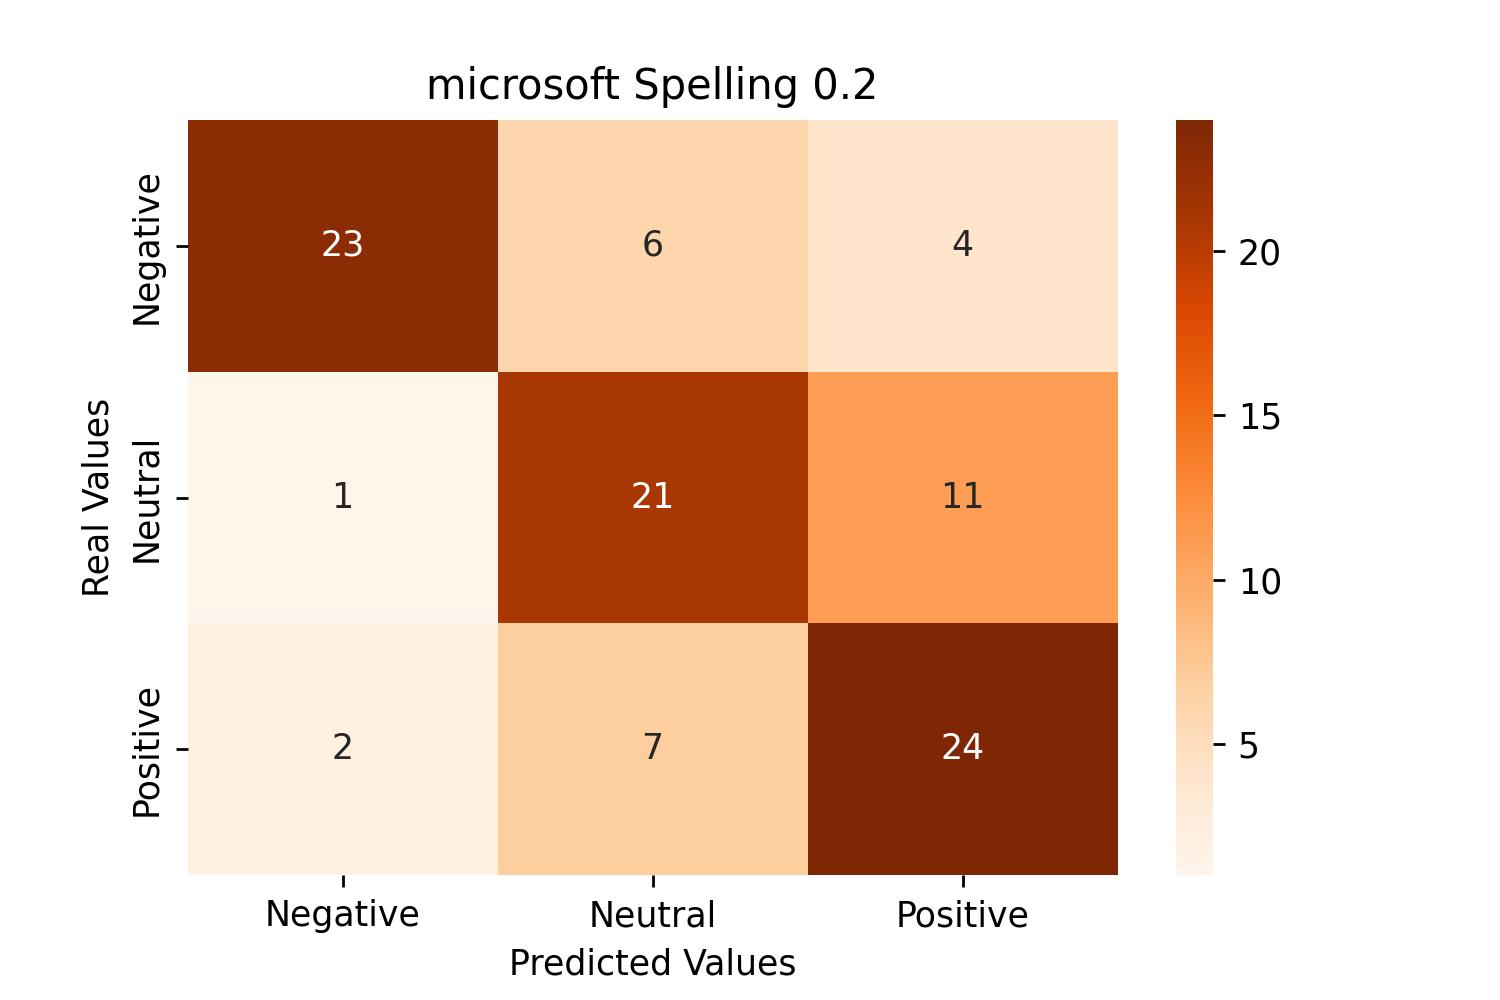 microsoft Spelling 0.2
Real Values
Negative
23 6 4
20
15
Neutral
1 21 11
10
Positive
2 7 24
5
Negative Neutral Positive
Predicted Values